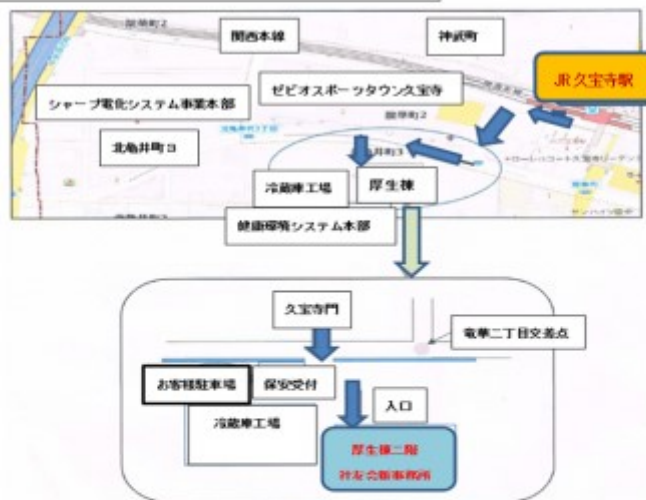 関西本線
神武町
JR久宝寺駅
ゼビオスポーツタウン久宝寺
シャープ電化システム事業本部
龍華町2
北亀井町3
冷蔵庫工場
厚生棟
健康環境システム本部
久宝寺門
竜華二丁目交差点
お客様駐車場
保安受付
入口
冷蔵庫工場
厚生棟二階